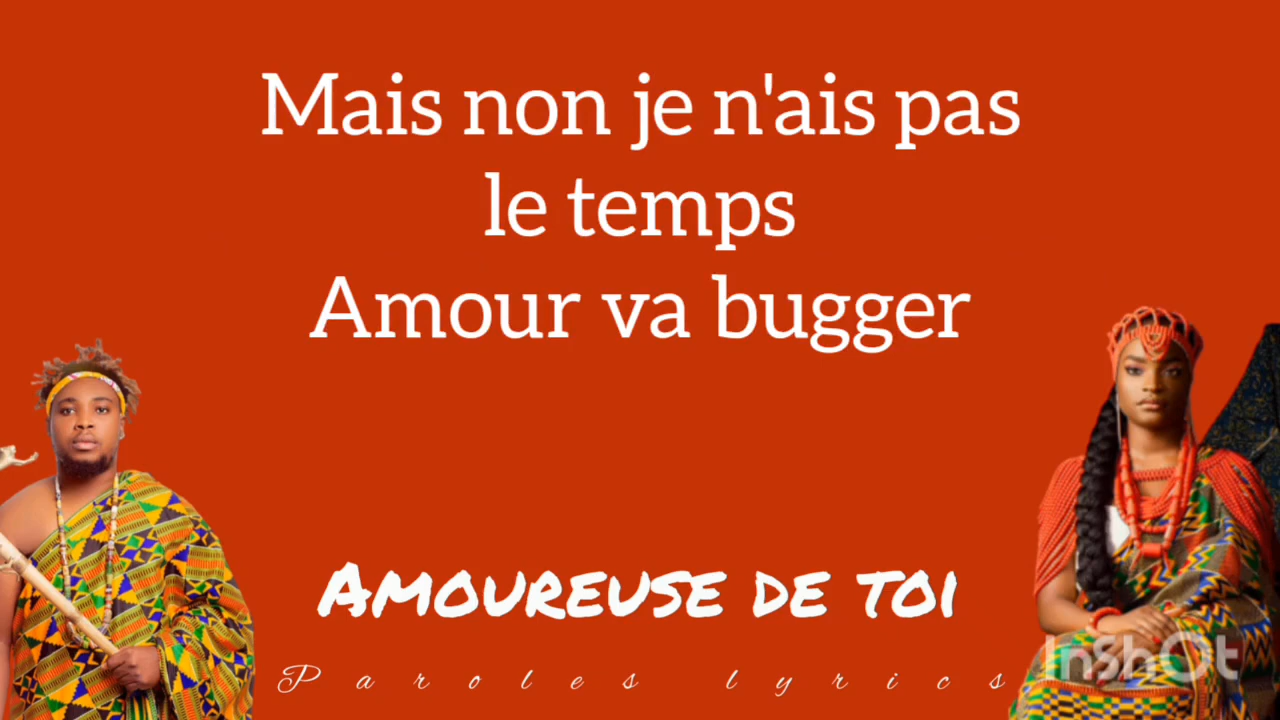 Mais non je n'ais pas
le temps
Amour va bugger
AMOUREUSE DE TOI
Paroles lyrics
InShOt